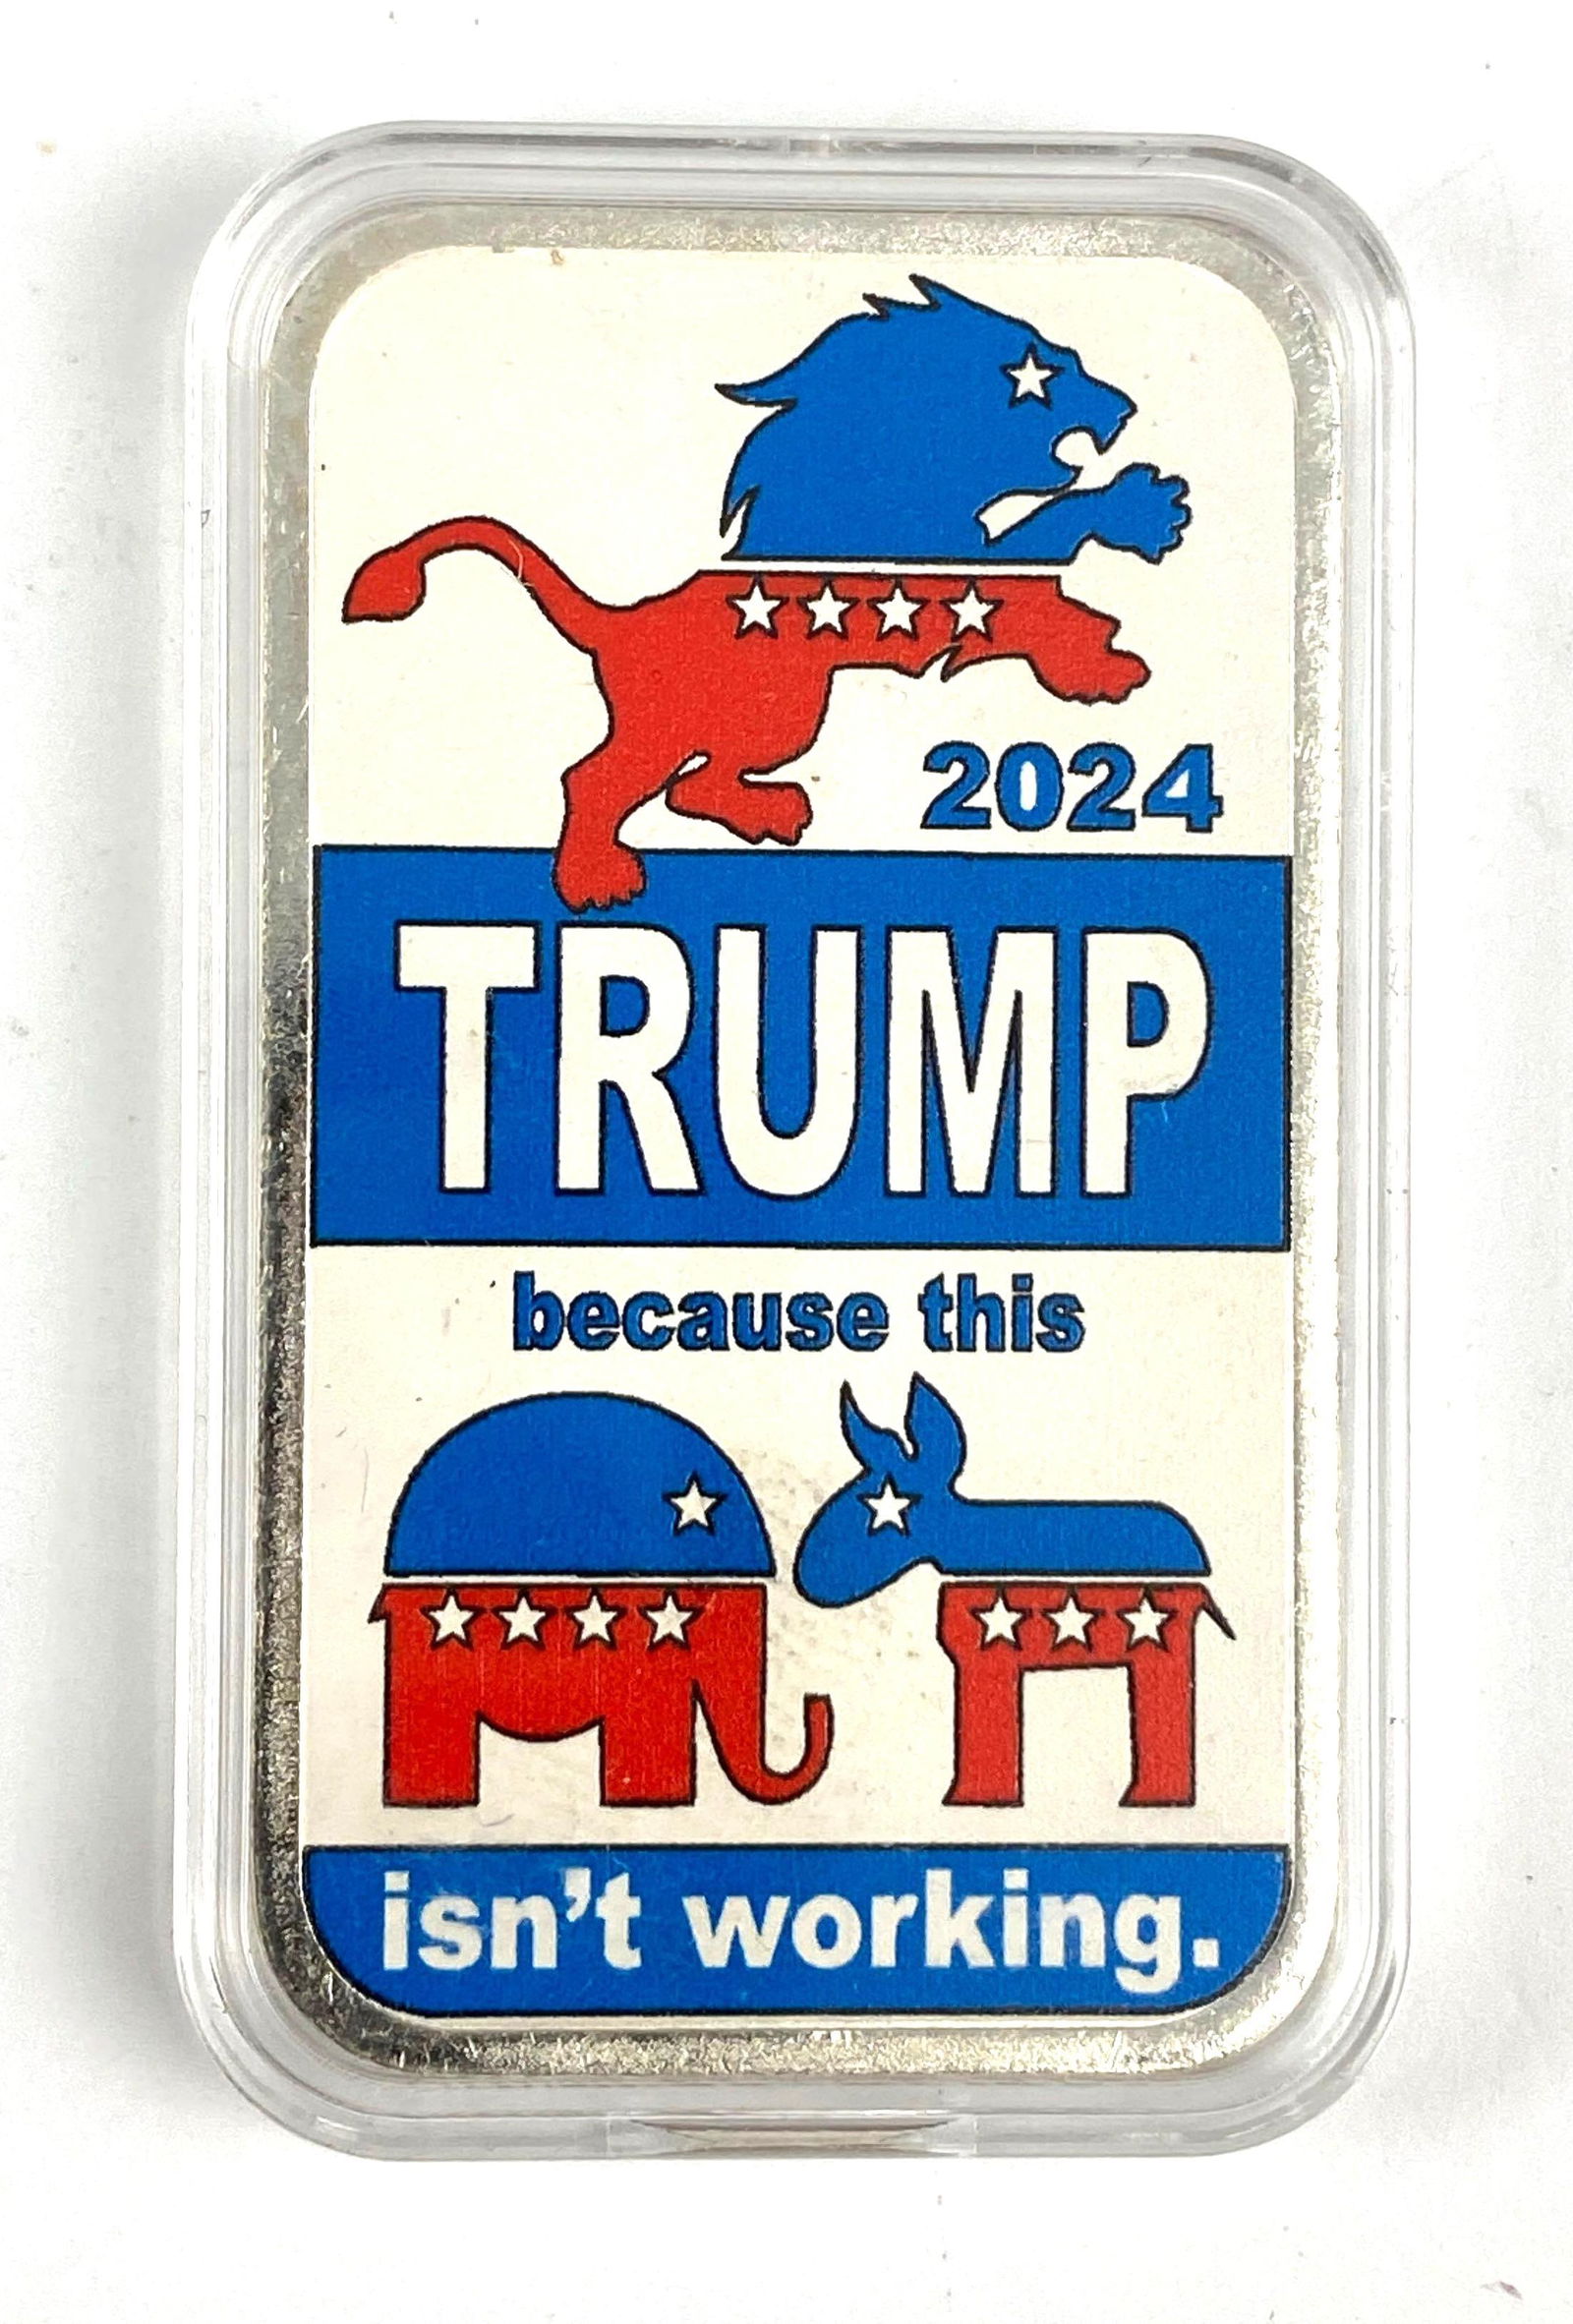 2024
TRUMP
because this
isn't working.